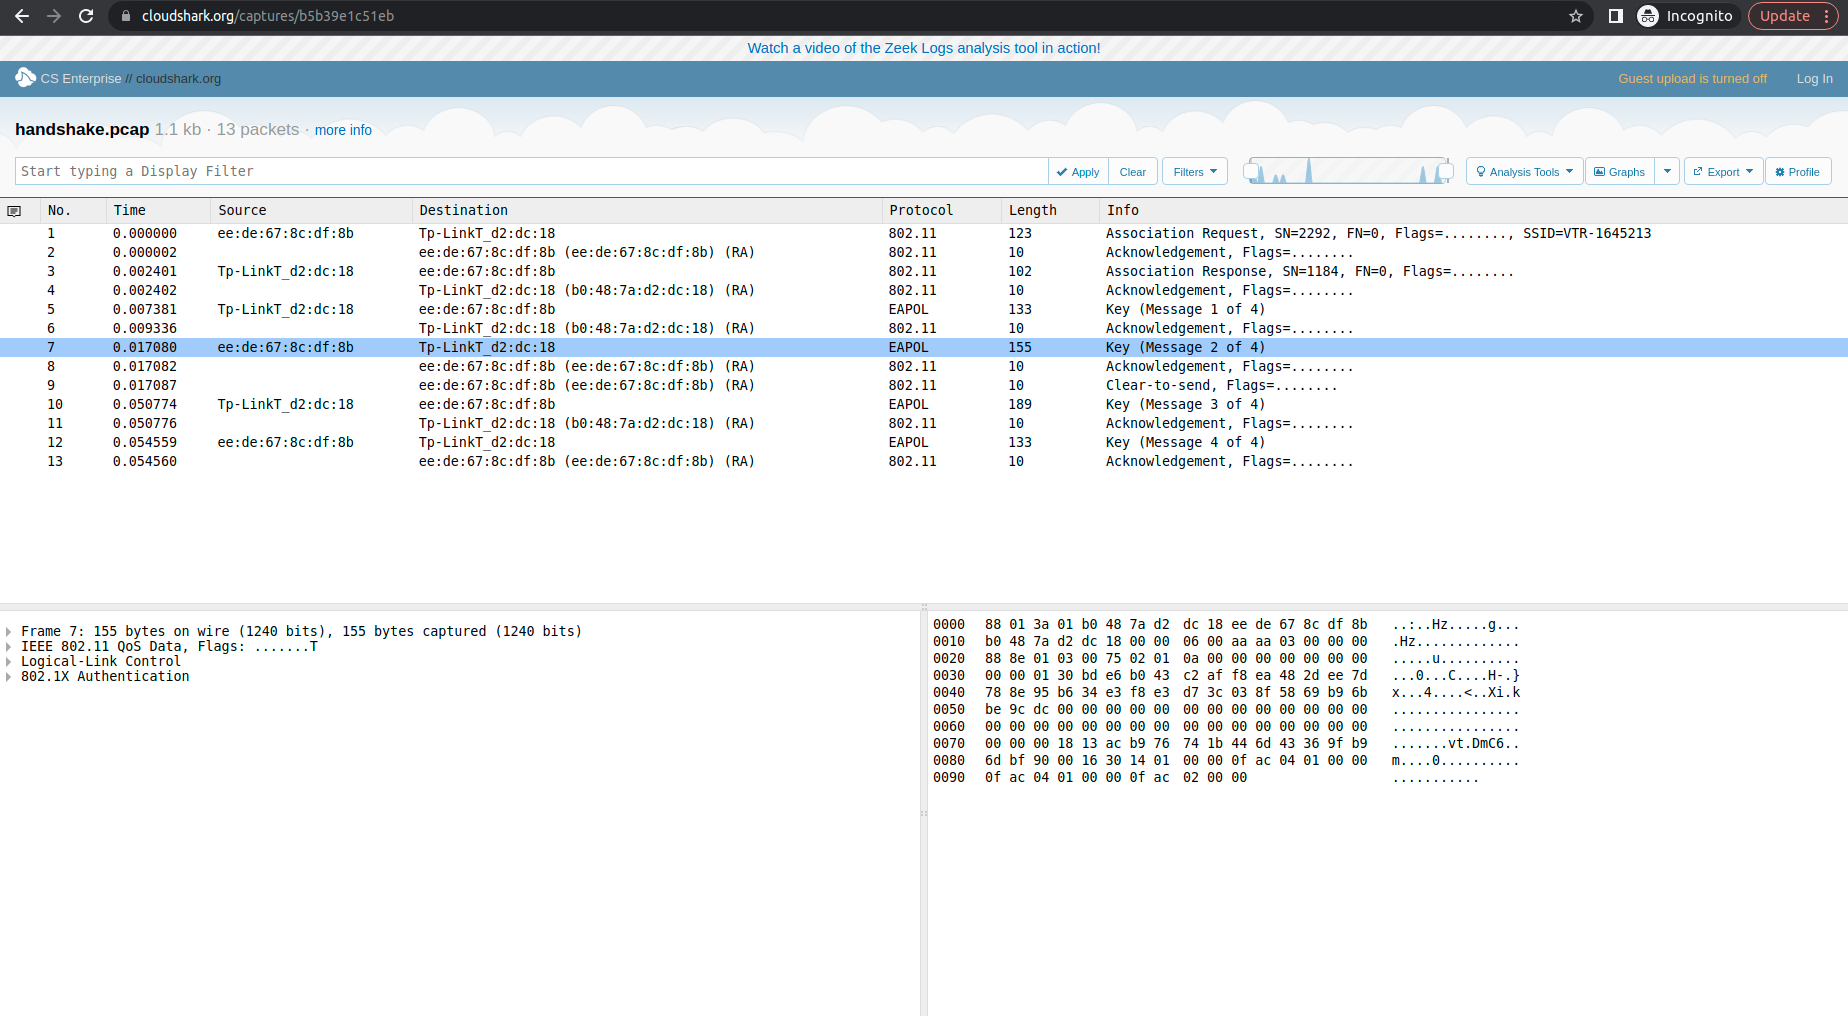 cloudshark.org/captures/b5b39e1c51eb
Incognito
Update
Watch a video of the Zeek Logs analysis tool in action!
CS Enterprise // cloudshark.org
Guest upload is turned off
Log In
handshake.pcap 1.1 kb · 13 packets · more info
Start typing a Display Filter
Apply
Clear
Filters
Analysis Tools
Graphs
Export
Profile
No. Time Source Destination Protocol Length Info
1 0.000000 ee:de:67:8c:df:8b Tp-LinkT_d2:dc:18 802.11 123 Association Request, SN=2292, FN=0, Flags=........, SSID=VTR-1645213
2 0.000002 ee:de:67:8c:df:8b (ee:de:67:8c:df:8b) (RA) 802.11 10 Acknowledgement, Flags=........
3 0.002401 Tp-LinkT_d2:dc:18 ee:de:67:8c:df:8b 802.11 102 Association Response, SN=1184, FN=0, Flags=........
4 0.002402 Tp-LinkT_d2:dc:18 (b0:48:7a:d2:dc:18) (RA) 802.11 10 Acknowledgement, Flags=........
5 0.007381 Tp-LinkT_d2:dc:18 ee:de:67:8c:df:8b EAPOL 133 Key (Message 1 of 4)
6 0.009336 Tp-LinkT_d2:dc:18 (b0:48:7a:d2:dc:18) (RA) 802.11 10 Acknowledgement, Flags=........
7 0.017080 ee:de:67:8c:df:8b Tp-LinkT_d2:dc:18 EAPOL 155 Key (Message 2 of 4)
8 0.017082 ee:de:67:8c:df:8b (ee:de:67:8c:df:8b) (RA) 802.11 10 Acknowledgement, Flags=........
9 0.017087 ee:de:67:8c:df:8b (ee:de:67:8c:df:8b) (RA) 802.11 10 Clear-to-send, Flags=........
10 0.050774 Tp-LinkT_d2:dc:18 ee:de:67:8c:df:8b EAPOL 189 Key (Message 3 of 4)
11 0.050776 Tp-LinkT_d2:dc:18 (b0:48:7a:d2:dc:18) (RA) 802.11 10 Acknowledgement, Flags=........
12 0.054559 ee:de:67:8c:df:8b Tp-LinkT_d2:dc:18 EAPOL 133 Key (Message 4 of 4)
13 0.054560 ee:de:67:8c:df:8b (ee:de:67:8c:df:8b) (RA) 802.11 10 Acknowledgement, Flags=........
Frame 7: 155 bytes on wire (1240 bits), 155 bytes captured (1240 bits)
IEEE 802.11 QoS Data, Flags: .......T
Logical-Link Control
802.1X Authentication
0000 88 01 3a 01 b0 48 7a d2 dc 18 ee de 67 8c df 8b ..:..Hz.....g...
0010 b0 48 7a d2 dc 18 00 00 06 00 aa aa 03 00 00 00 .Hz.............
0020 88 8e 01 03 00 75 02 01 0a 00 00 00 00 00 00 00 .....u..........
0030 00 00 01 30 bd e6 b0 43 c2 af f8 ea 48 2d ee 7d ...0...C....H-.}
0040 78 8e 95 b6 34 e3 f8 e3 d7 3c 03 8f 58 69 b9 6b x...4....<..Xi.k
0050 be 9c dc 00 00 00 00 00 00 00 00 00 00 00 00 00 ................
0060 00 00 00 00 00 00 00 00 00 00 00 00 00 00 00 00 ................
0070 00 00 00 18 13 ac b9 76 74 1b 44 6d 43 36 9f b9 .......vt.DmC6..
0080 6d bf 90 00 16 30 14 01 00 00 0f ac 04 01 00 00 m....0..........
0090 0f ac 04 01 00 00 0f ac 02 00 00 ...........